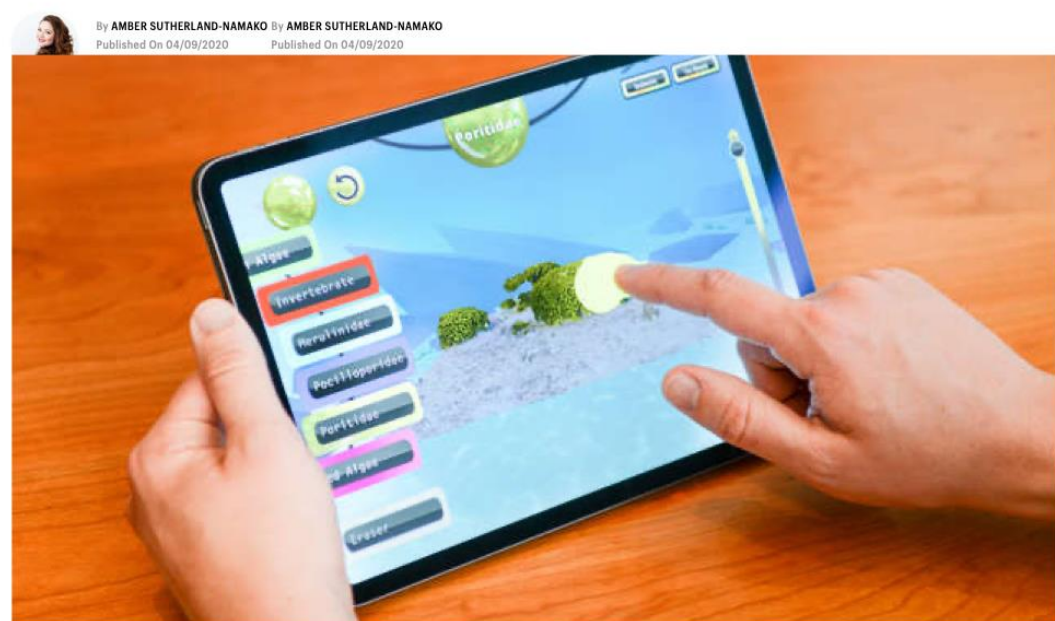 By AMBER SUTHERLAND-NAMAKO By AMBER SUTHERLAND-NAMAKO
Published On 04/09/2020 Published On 04/09/2020
Poritidae
Algae
Invertebrate
Merulinidae
Pocilloporidae
Poritidae
Algae
Eraser